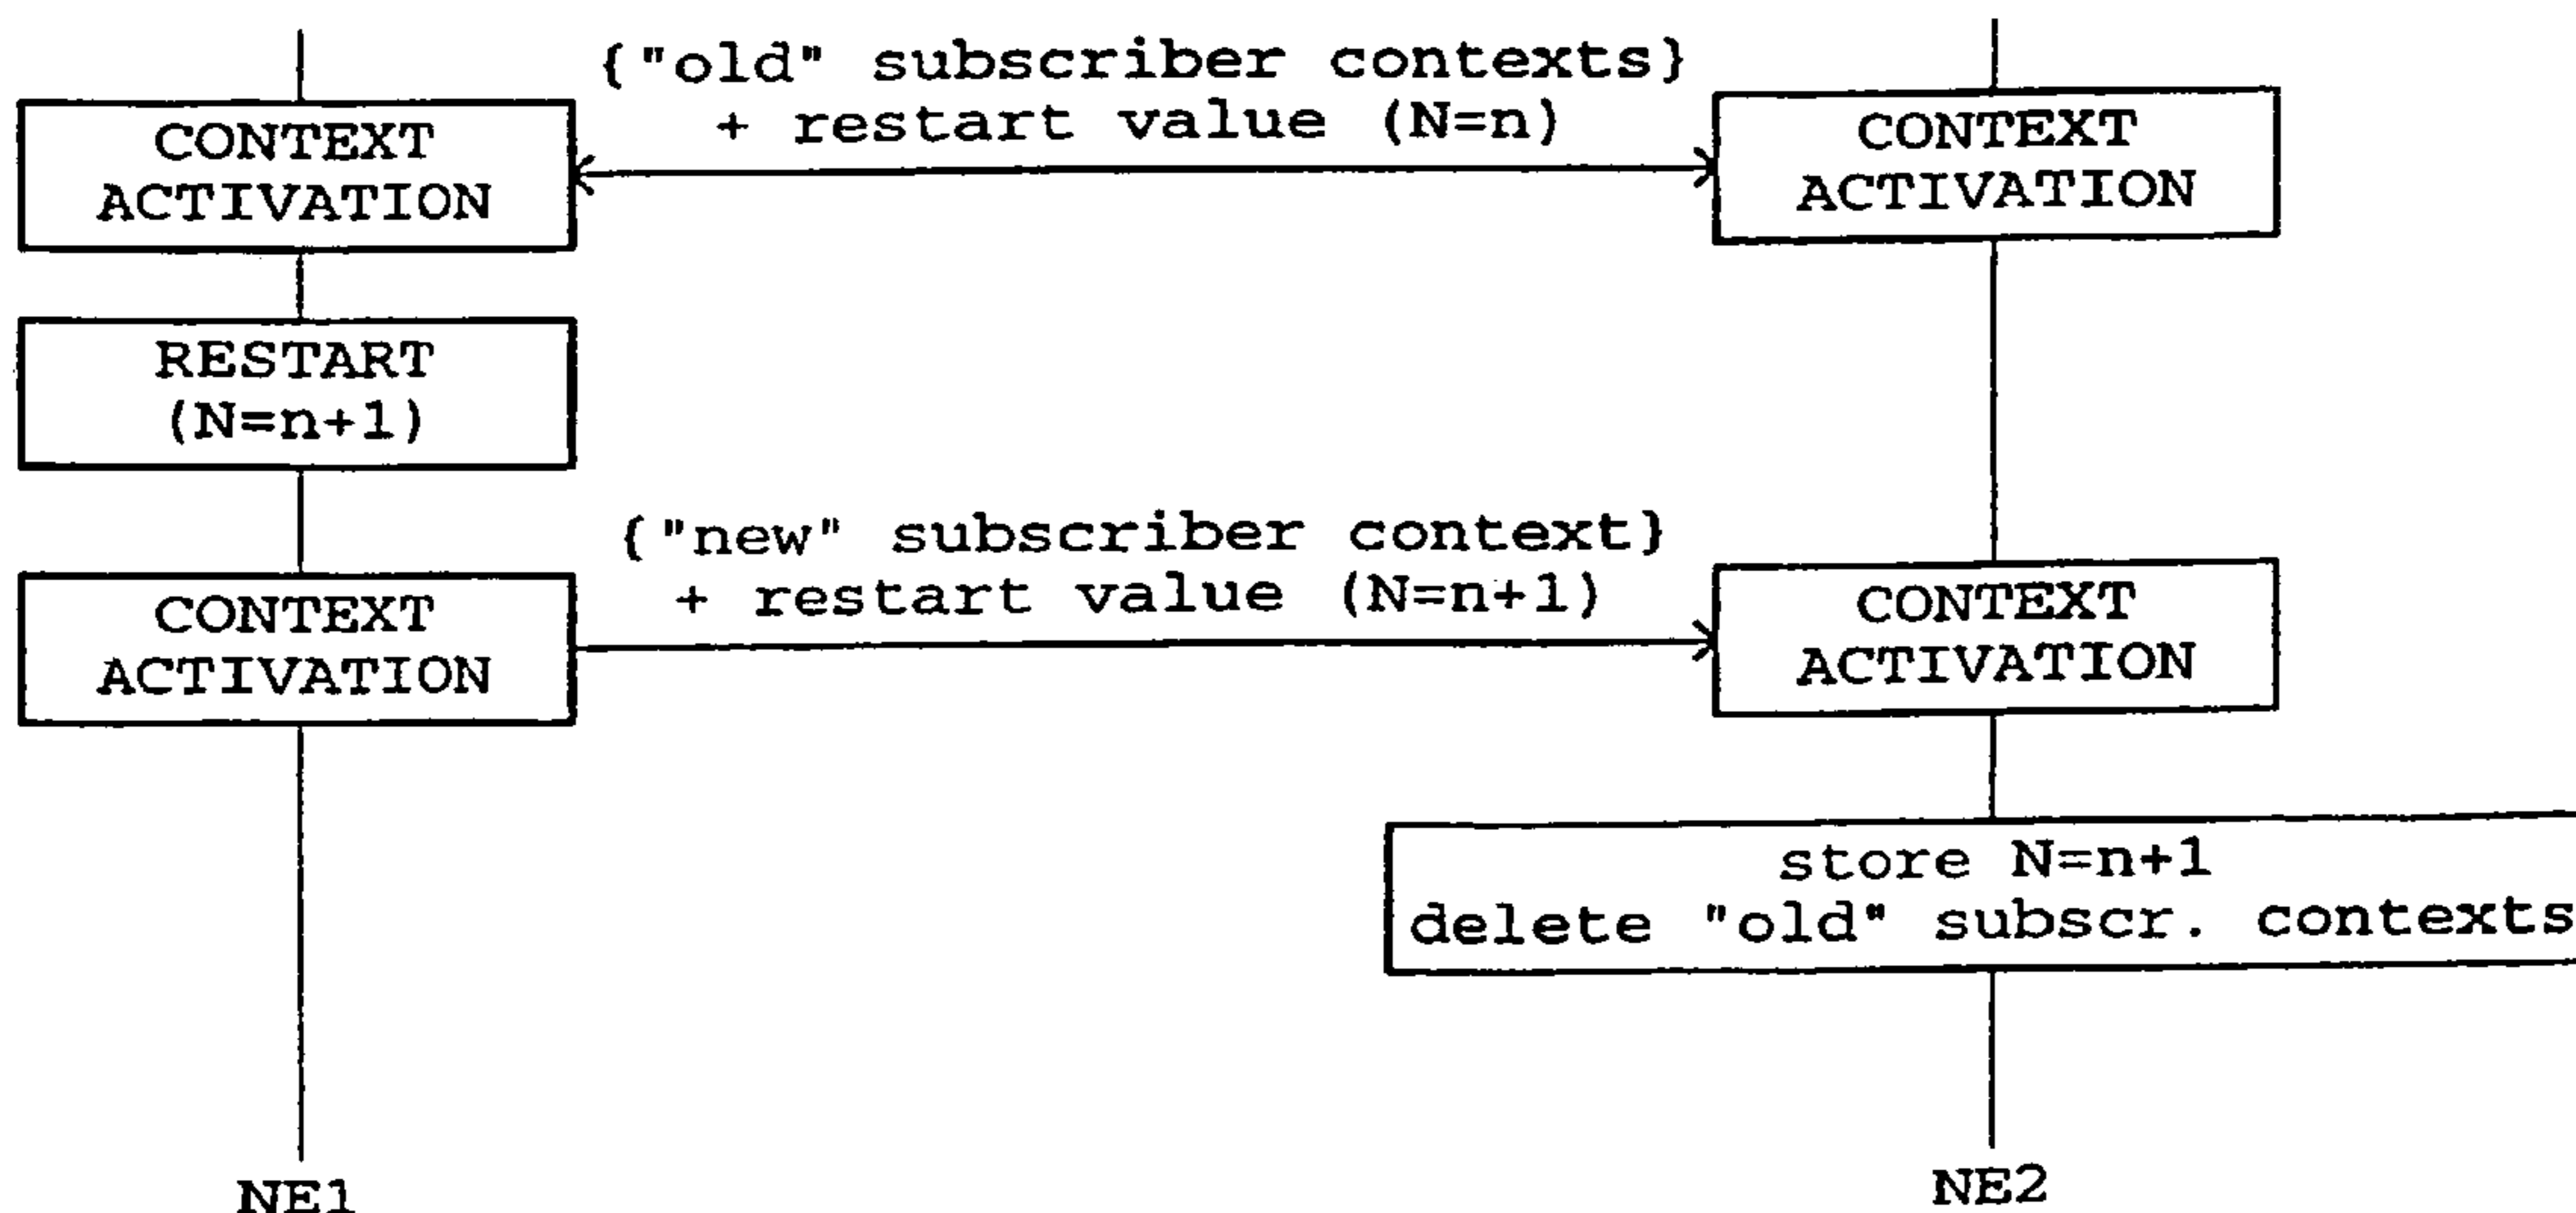 {"old" subscriber contexts}
+ restart value (N=n)
CONTEXT
ACTIVATION
CONTEXT
ACTIVATION
RESTART
(N=n+1)
{"new" subscriber context}
+ restart value (N=n+1)
CONTEXT
ACTIVATION
CONTEXT
ACTIVATION
store N=n+1
delete "old" subscr. contexts
NE1
NE2